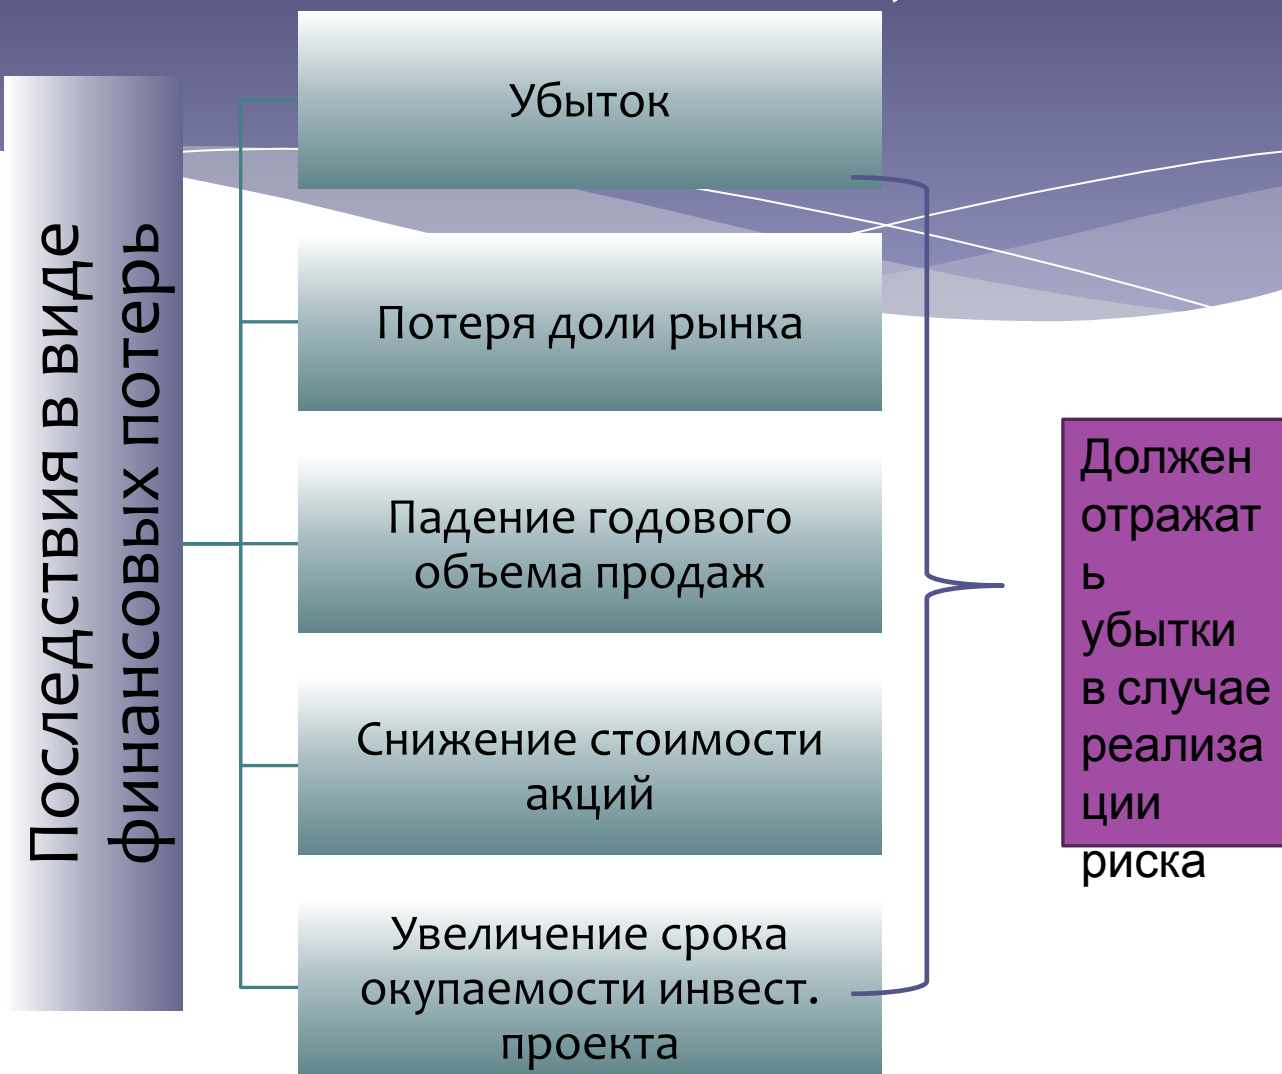 Последствия в виде
финансовых потерь
Убыток
Потеря доли рынка
Падение годового
объема продаж
Снижение стоимости
акций
Увеличение срока
окупаемости инвест.
проекта
Должен
отражат
ь
убытки
в случае
реализа
ции
риска